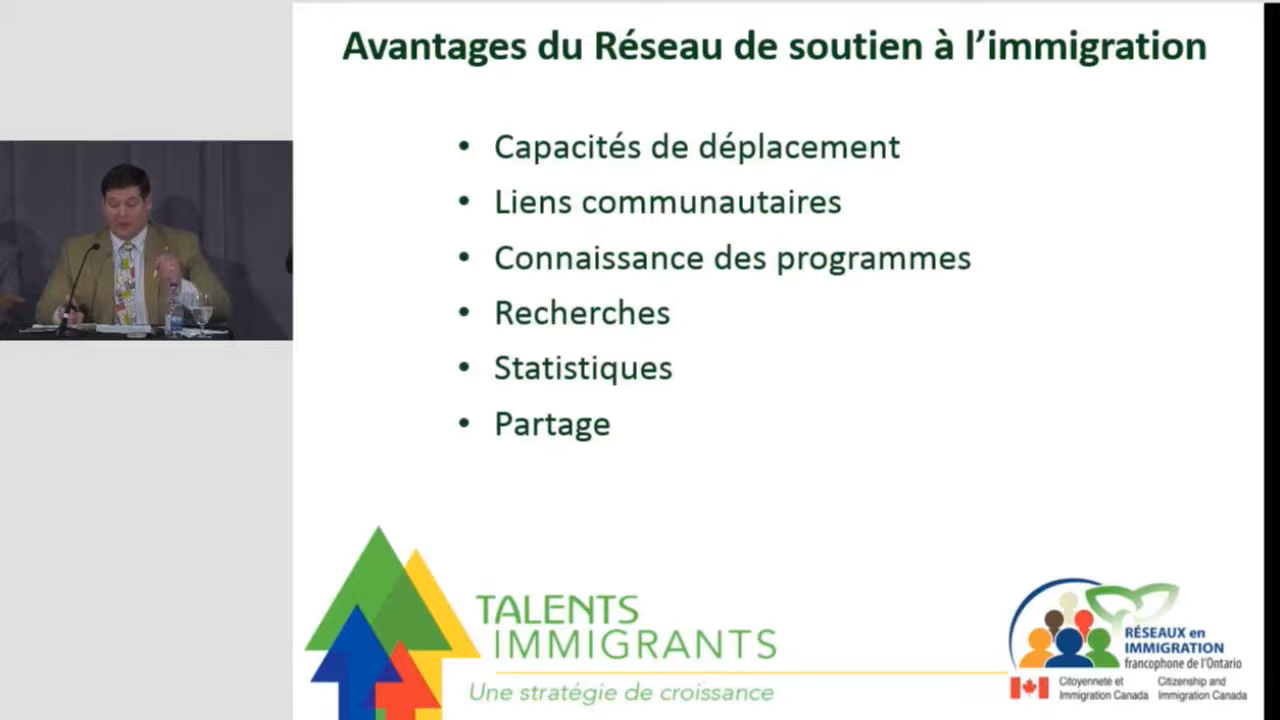 Avantages du Réseau de soutien à l’immigration
• Capacités de déplacement
• Liens communautaires
• Connaissance des programmes
• Recherches
• Statistiques
• Partage
TALENTS
IMMIGRANTS
Une stratégie de croissance
RÉSEAUX en
IMMIGRATION
francophone de l'Ontario
Citoyenneté et
Immigration Canada
Citizenship and
Immigration Canada